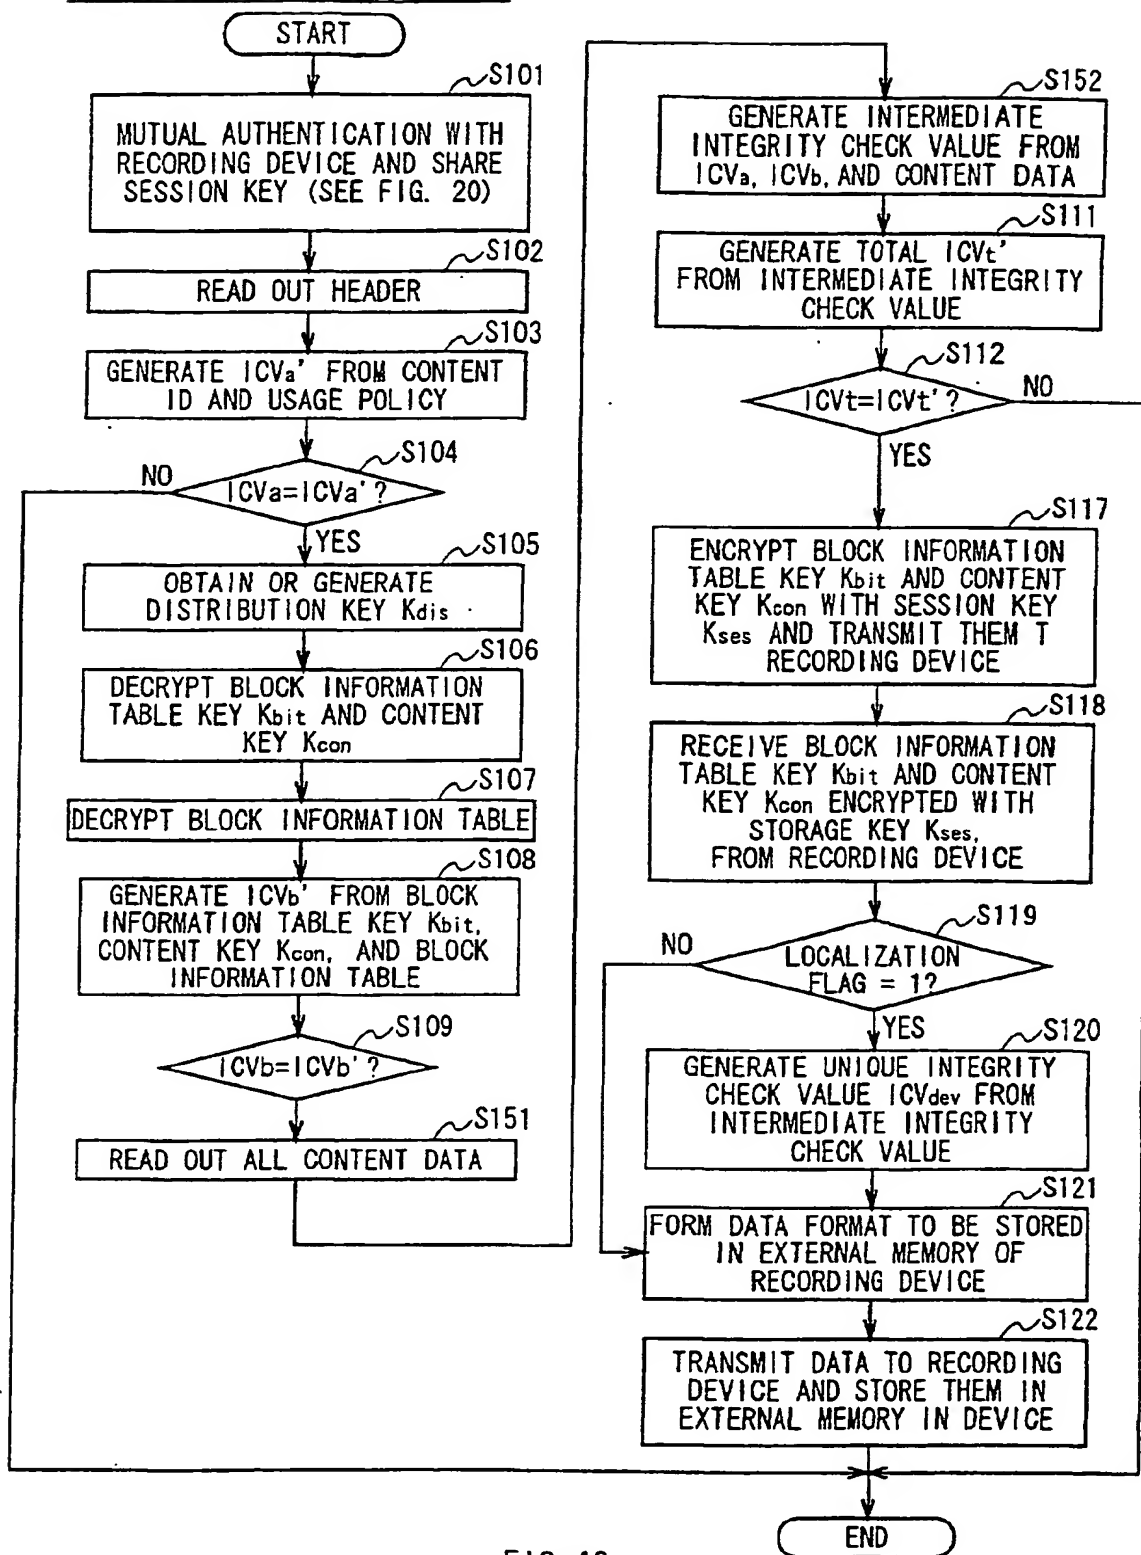 START
S101
MUTUAL AUTHENTICATION WITH
RECORDING DEVICE AND SHARE
SESSION KEY (SEE FIG. 20)
S102
READ OUT HEADER
S103
GENERATE ICVa' FROM CONTENT
ID AND USAGE POLICY
S104
NO
ICVa=ICVa'?
YES
S105
OBTAIN OR GENERATE
DISTRIBUTION KEY Kdis
S106
DECRYPT BLOCK INFORMATION
TABLE KEY Kbit AND CONTENT
KEY Kcon
S107
DECRYPT BLOCK INFORMATION TABLE
S108
GENERATE ICVb' FROM BLOCK
INFORMATION TABLE KEY Kbit,
CONTENT KEY Kcon, AND BLOCK
INFORMATION TABLE
S109
ICVb=ICVb'?
S151
READ OUT ALL CONTENT DATA
S152
GENERATE INTERMEDIATE
INTEGRITY CHECK VALUE FROM
ICVa, ICVb, AND CONTENT DATA
S111
GENERATE TOTAL ICVt'
FROM INTERMEDIATE INTEGRITY
CHECK VALUE
S112
ICVt=ICVt'?
NO
YES
S117
ENCRYPT BLOCK INFORMATION
TABLE KEY Kbit AND CONTENT
KEY Kcon WITH SESSION KEY
Kses AND TRANSMIT THEM T
RECORDING DEVICE
S118
RECEIVE BLOCK INFORMATION
TABLE KEY Kbit AND CONTENT
KEY Kcon ENCRYPTED WITH
STORAGE KEY Kses,
FROM RECORDING DEVICE
S119
NO
LOCALIZATION
FLAG = 1?
YES
S120
GENERATE UNIQUE INTEGRITY
CHECK VALUE ICVdev FROM
INTERMEDIATE INTEGRITY
CHECK VALUE
S121
FORM DATA FORMAT TO BE STORED
IN EXTERNAL MEMORY OF
RECORDING DEVICE
S122
TRANSMIT DATA TO RECORDING
DEVICE AND STORE THEM IN
EXTERNAL MEMORY IN DEVICE
END